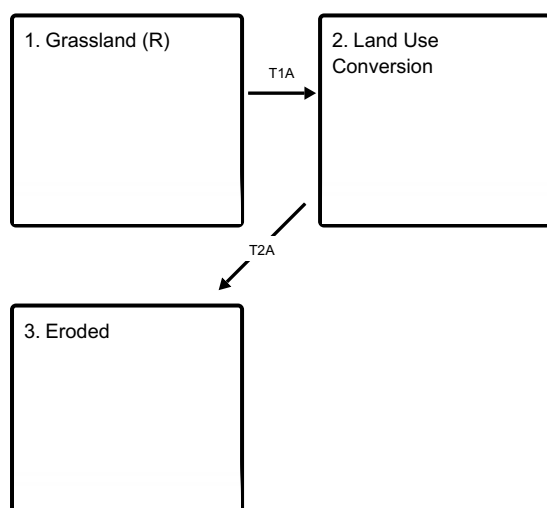 1. Grassland (R)
T1A
2. Land Use
Conversion
T2A
3. Eroded